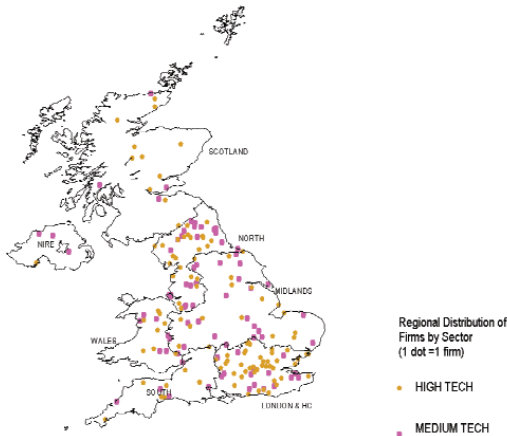 SCOTLAND
NIRE
NORTH
MIDLANDS
WALES
SOUTH
LONDON & HC
Regional Distribution of
Firms by Sector
(1 dot =1 firm)
HIGH TECH
MEDIUM TECH